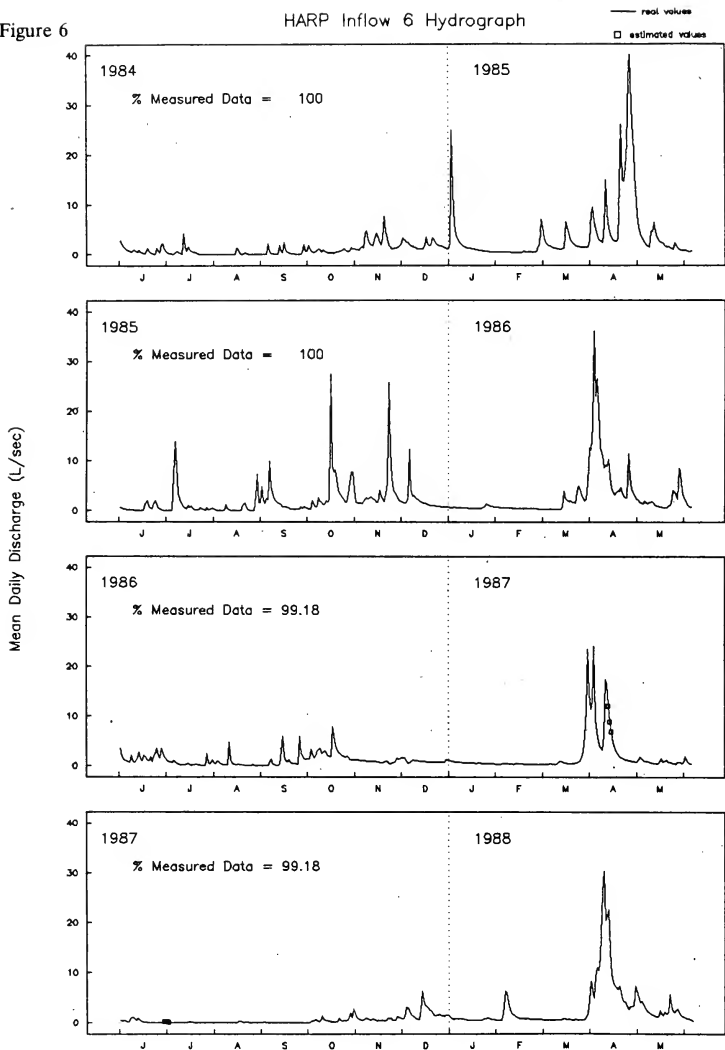 Figure 6
HARP Inflow 6 Hydrograph
real values
estimated values
Mean Daily Discharge (L/sec)
1984
1985
% Measured Data = 100
40
30
20
10
0
J J A S O N D J F M A M
1985
1986
% Measured Data = 100
40
30
20
10
0
J J A S O N D J F M A M
1986
1987
% Measured Data = 99.18
40
30
20
10
0
J J A S O N D J F M A M
1987
1988
% Measured Data = 99.18
40
30
20
10
0
J J A S O N D J F M A M